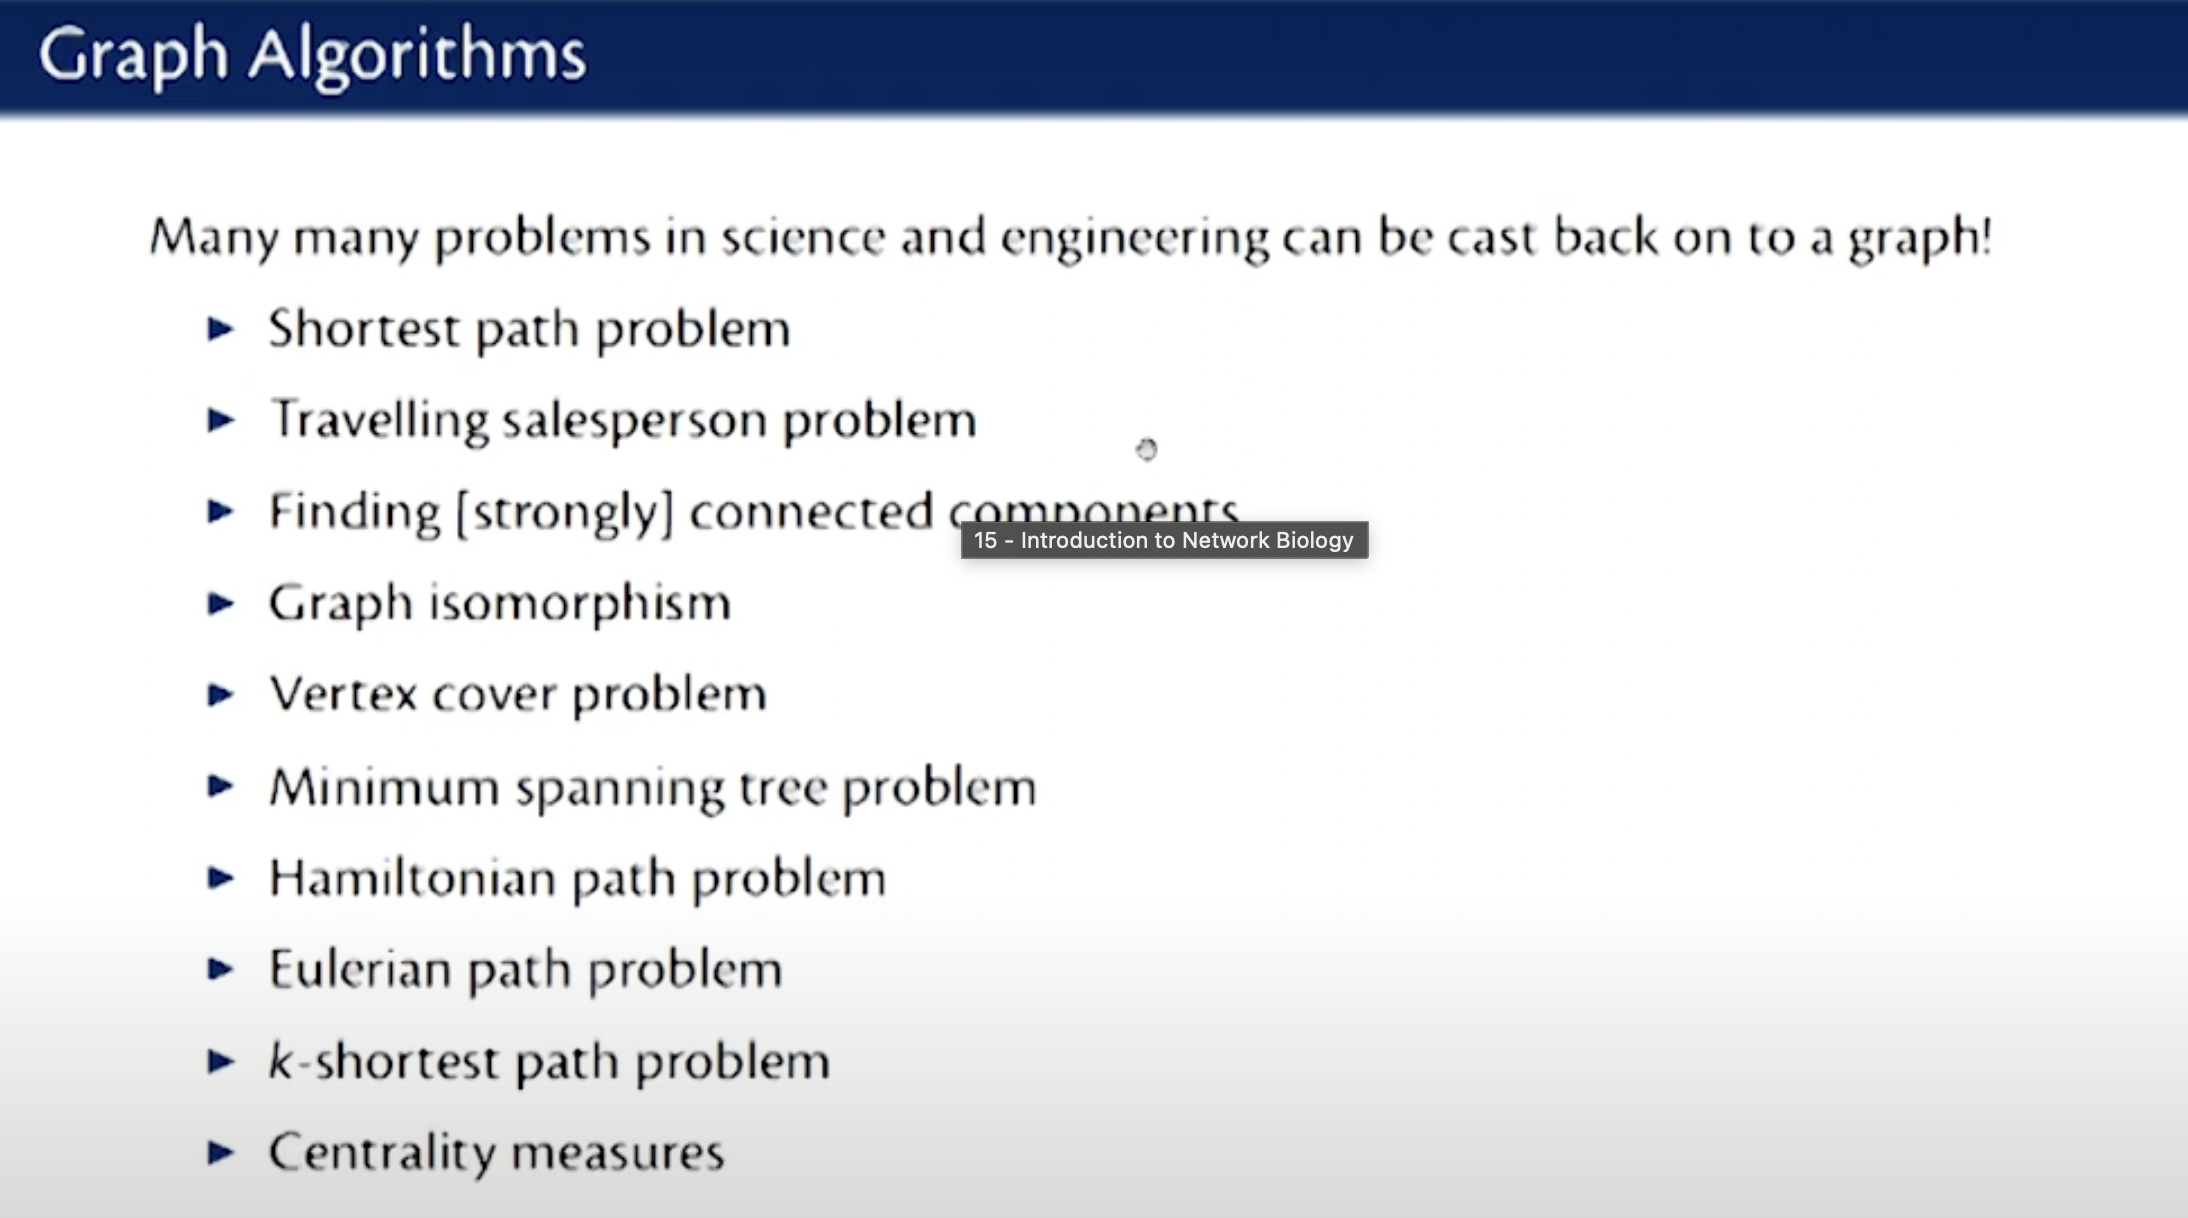 Graph Algorithms
Many many problems in science and engineering can be cast back on to a graph!
► Shortest path problem
► Travelling salesperson problem
► Finding [strongly] connected components
15 - Introduction to Network Biology
► Graph isomorphism
► Vertex cover problem
► Minimum spanning tree problem
► Hamiltonian path problem
► Eulerian path problem
► k-shortest path problem
► Centrality measures